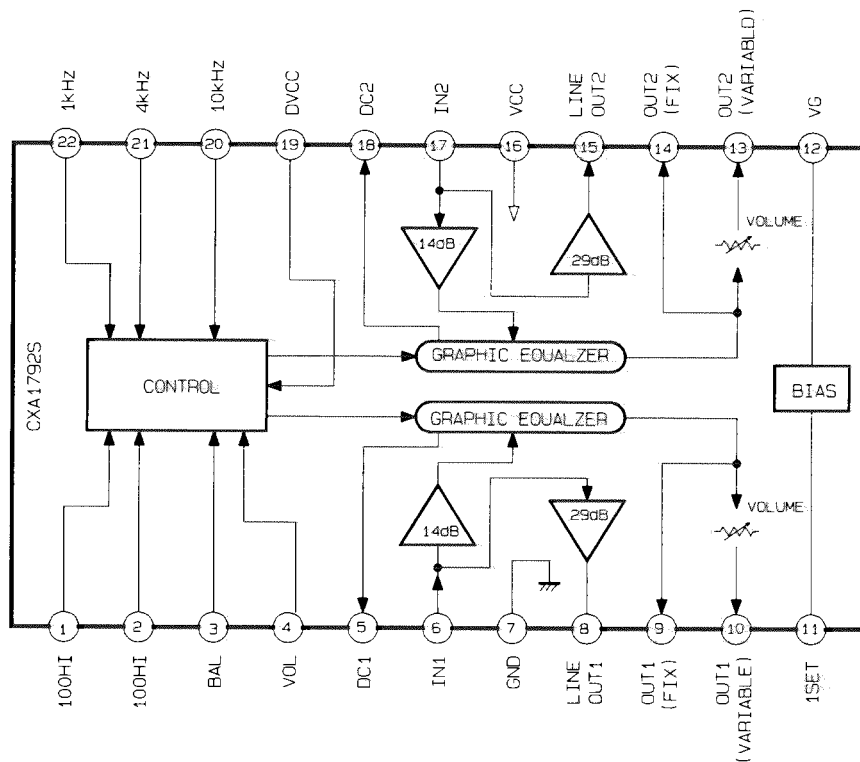 1kHz
4kHz
10kHz
DVCC
DC2
IN2
VCC
LINE
OUT2
OUT2
(FIX)
OUT2
(VARIABLD)
VG
22
21
20
19
18
17
16
15
14
13
12
CXA1792S
14dB
29dB
VOLUME
CONTROL
GRAPHIC EQUALZER
GRAPHIC EQUALZER
BIAS
14dB
29dB
VOLUME
1
2
3
4
5
6
7
8
9
10
11
100HI
100HI
BAL
VOL
DC1
IN1
GND
LINE
OUT1
OUT1
(FIX)
OUT1
(VARIABLE)
1SET